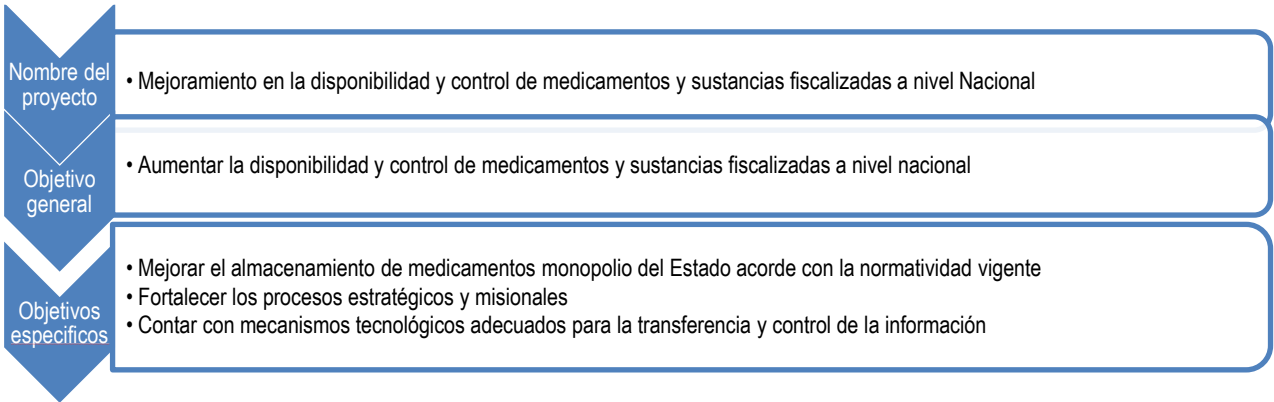 Nombre del
proyecto
• Mejoramiento en la disponibilidad y control de medicamentos y sustancias fiscalizadas a nivel Nacional
Objetivo
general
• Aumentar la disponibilidad y control de medicamentos y sustancias fiscalizadas a nivel nacional
Objetivos
específicos
• Mejorar el almacenamiento de medicamentos monopolio del Estado acorde con la normatividad vigente
• Fortalecer los procesos estratégicos y misionales
• Contar con mecanismos tecnológicos adecuados para la transferencia y control de la información